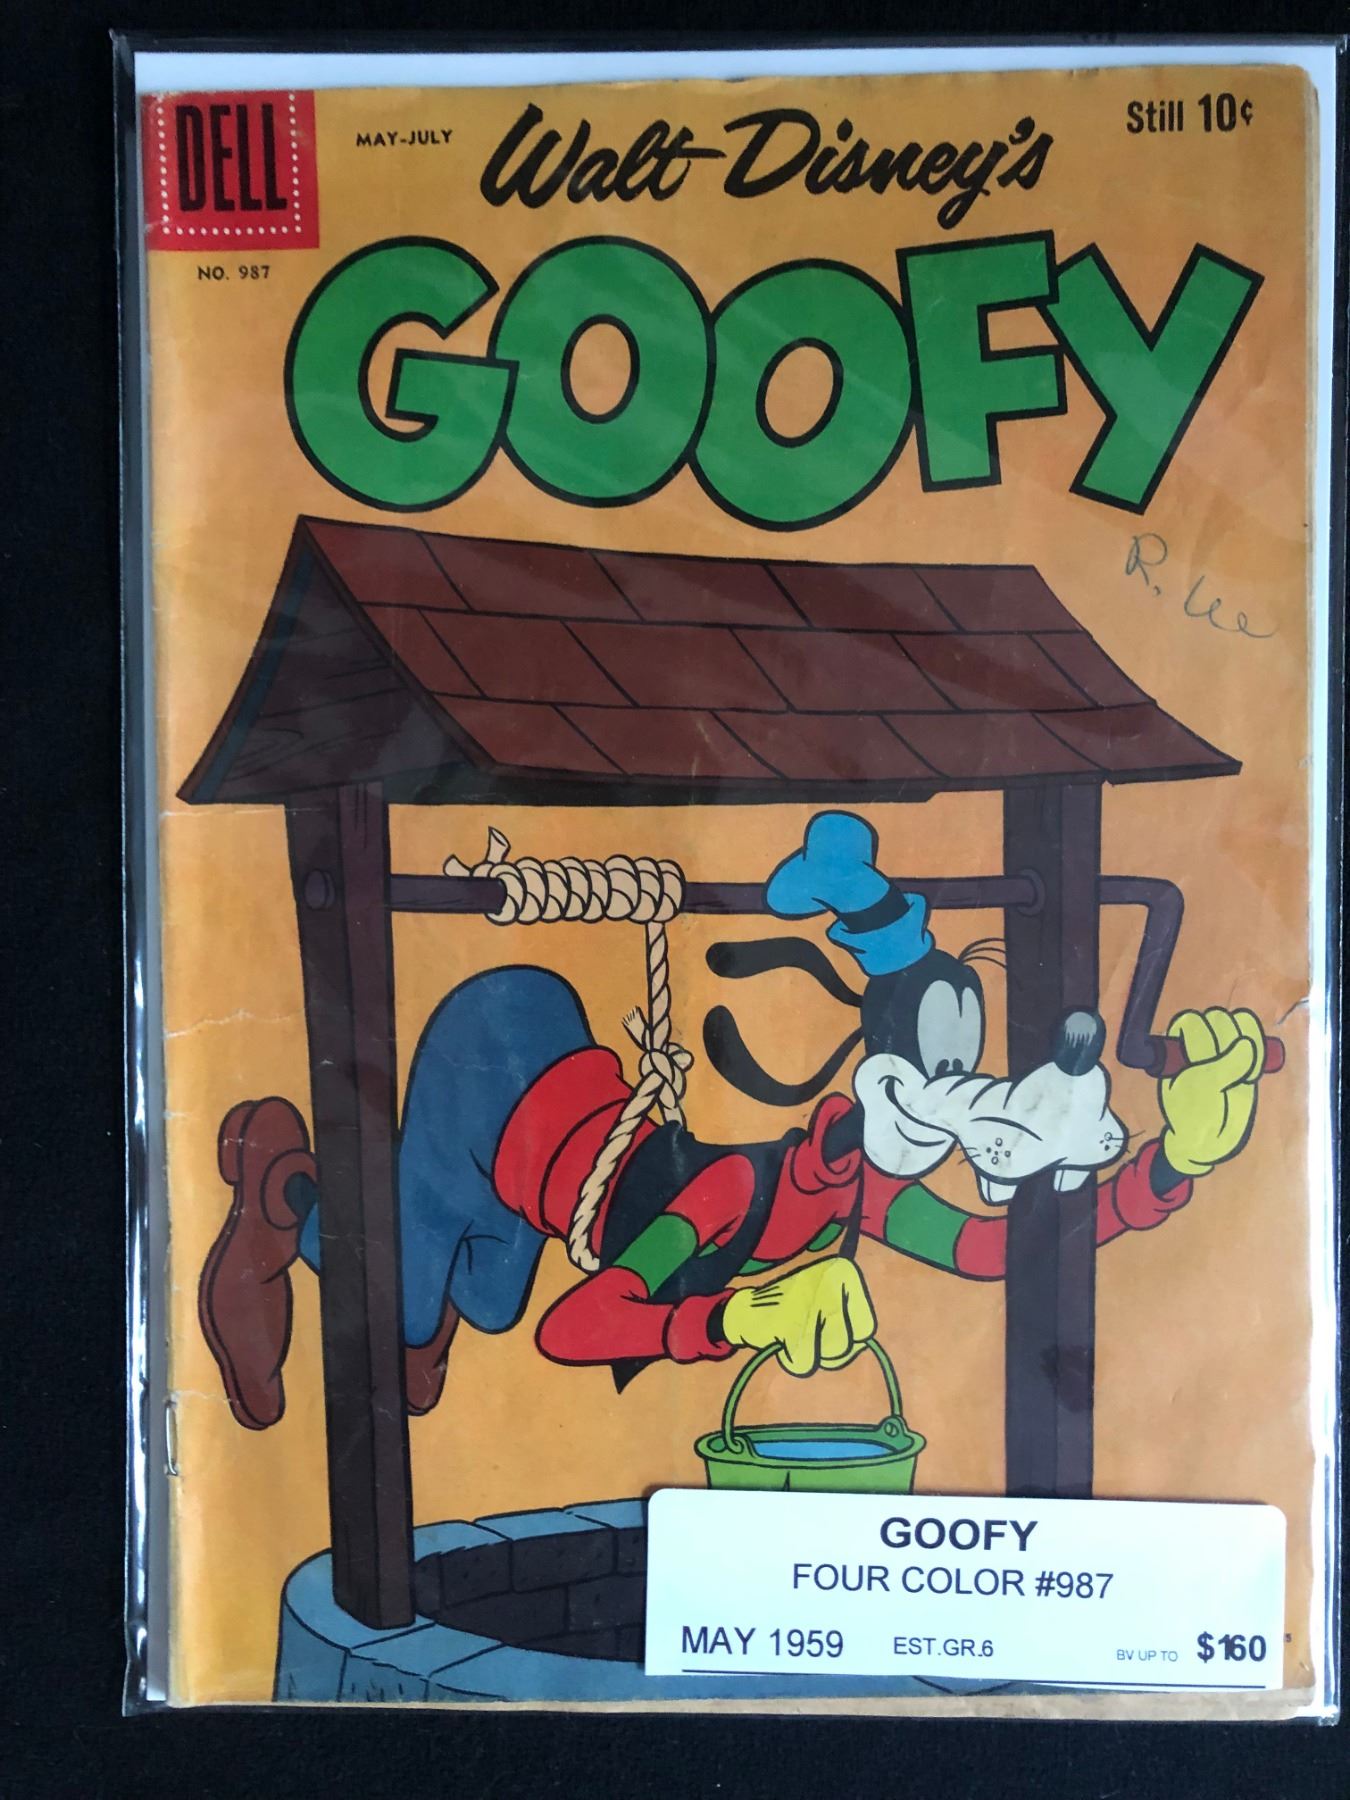 DELL
MAY-JULY
Walt Disney's
Still 10¢
NO. 987
GOOFY
R. Lee
GOOFY
FOUR COLOR #987
MAY 1959 EST.GR.6 BV UP TO $160